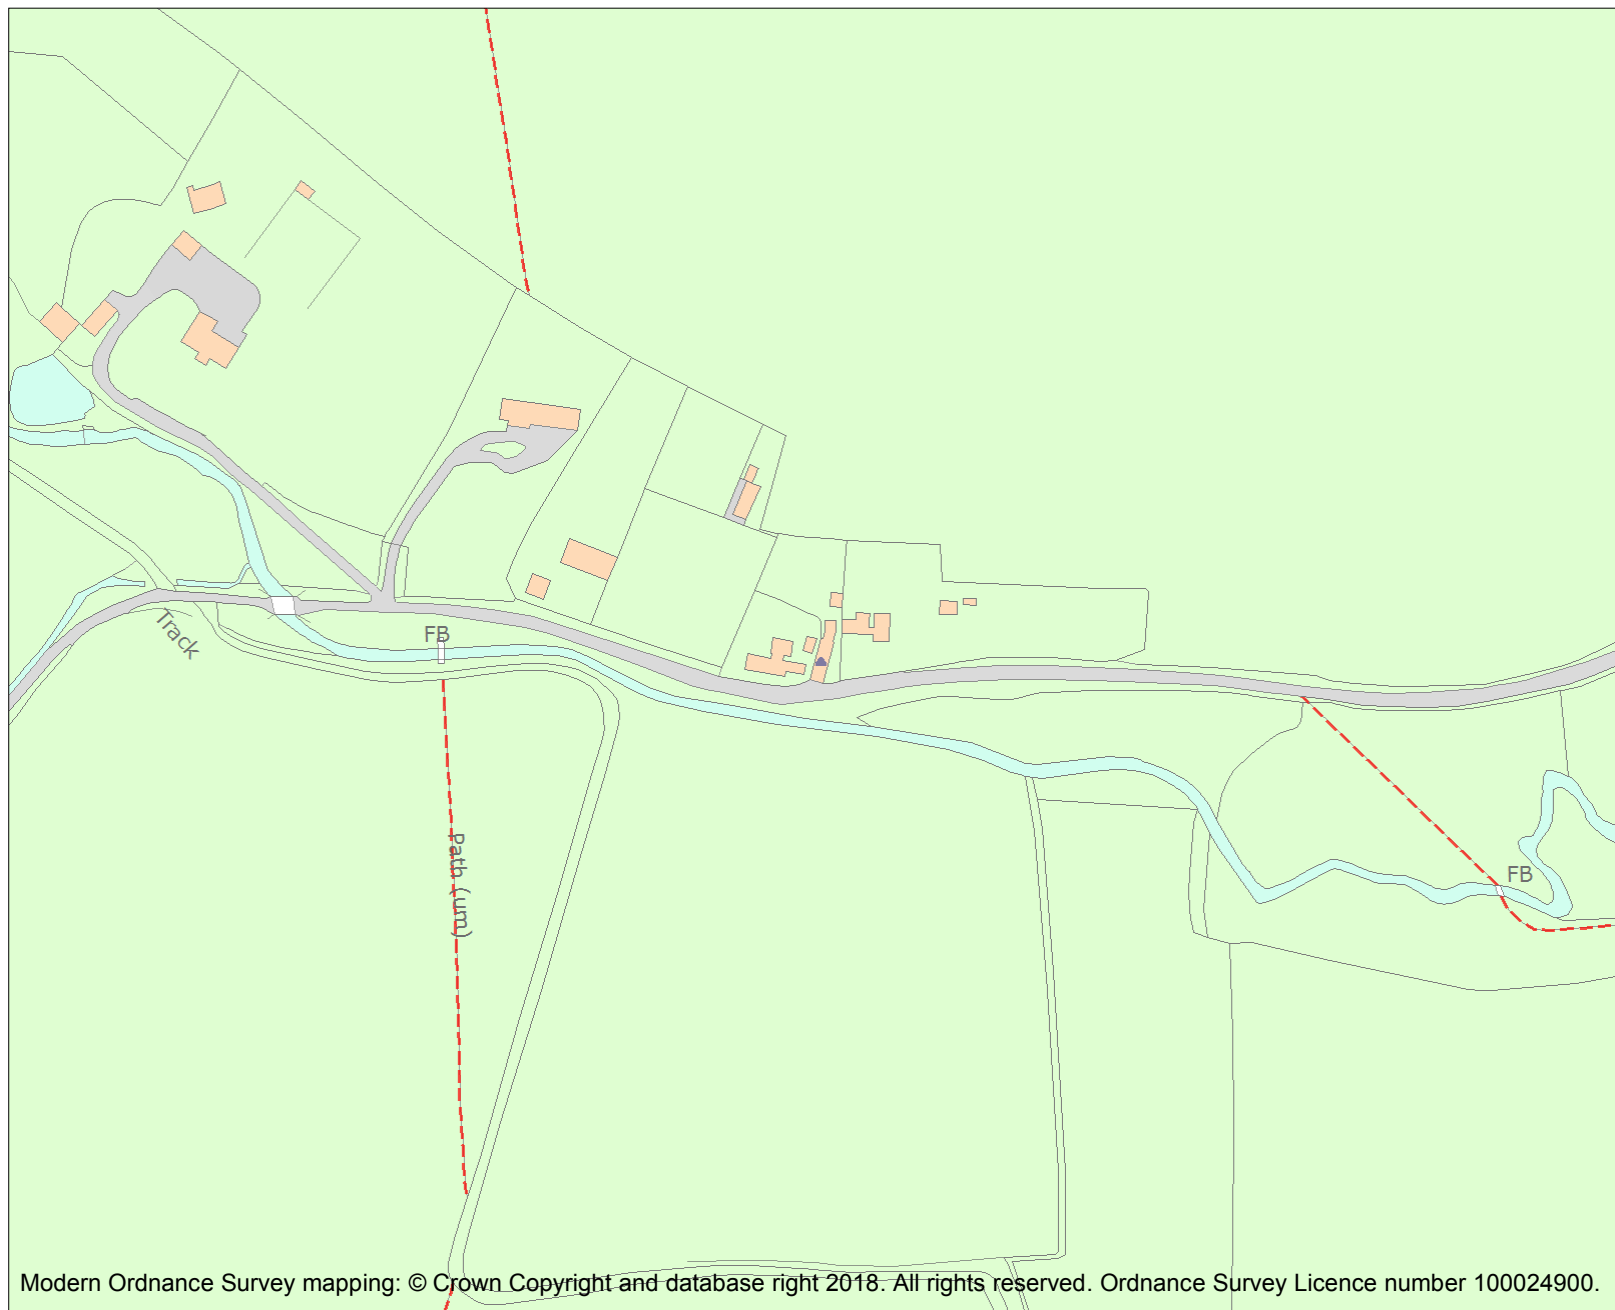 Track
FB
Path (um)
FB
Modern Ordnance Survey mapping: © Crown Copyright and database right 2018. All rights reserved. Ordnance Survey Licence number 100024900.